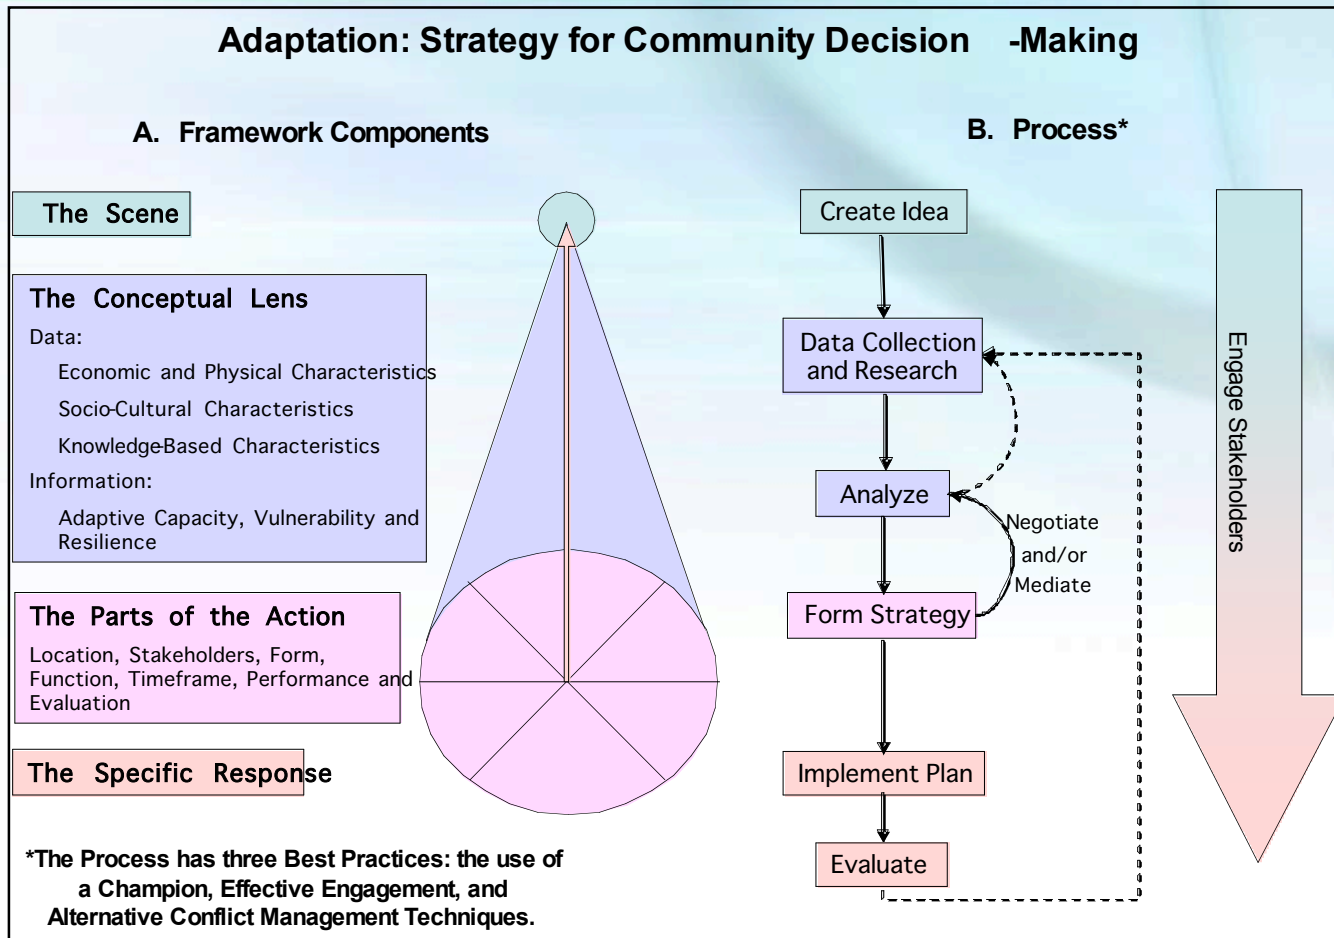 Adaptation: Strategy for Community Decision -Making
A. Framework Components
The Scene
The Conceptual Lens
Data:
Economic and Physical Characteristics
Socio-Cultural Characteristics
Knowledge-Based Characteristics
Information:
Adaptive Capacity, Vulnerability and
Resilience
The Parts of the Action
Location, Stakeholders, Form,
Function, Timeframe, Performance and
Evaluation
The Specific Response
*The Process has three Best Practices: the use of
a Champion, Effective Engagement, and
Alternative Conflict Management Techniques.
B. Process*
Create Idea
Data Collection
and Research
Analyze
Negotiate
and/or
Mediate
Form Strategy
Implement Plan
Evaluate
Engage Stakeholders